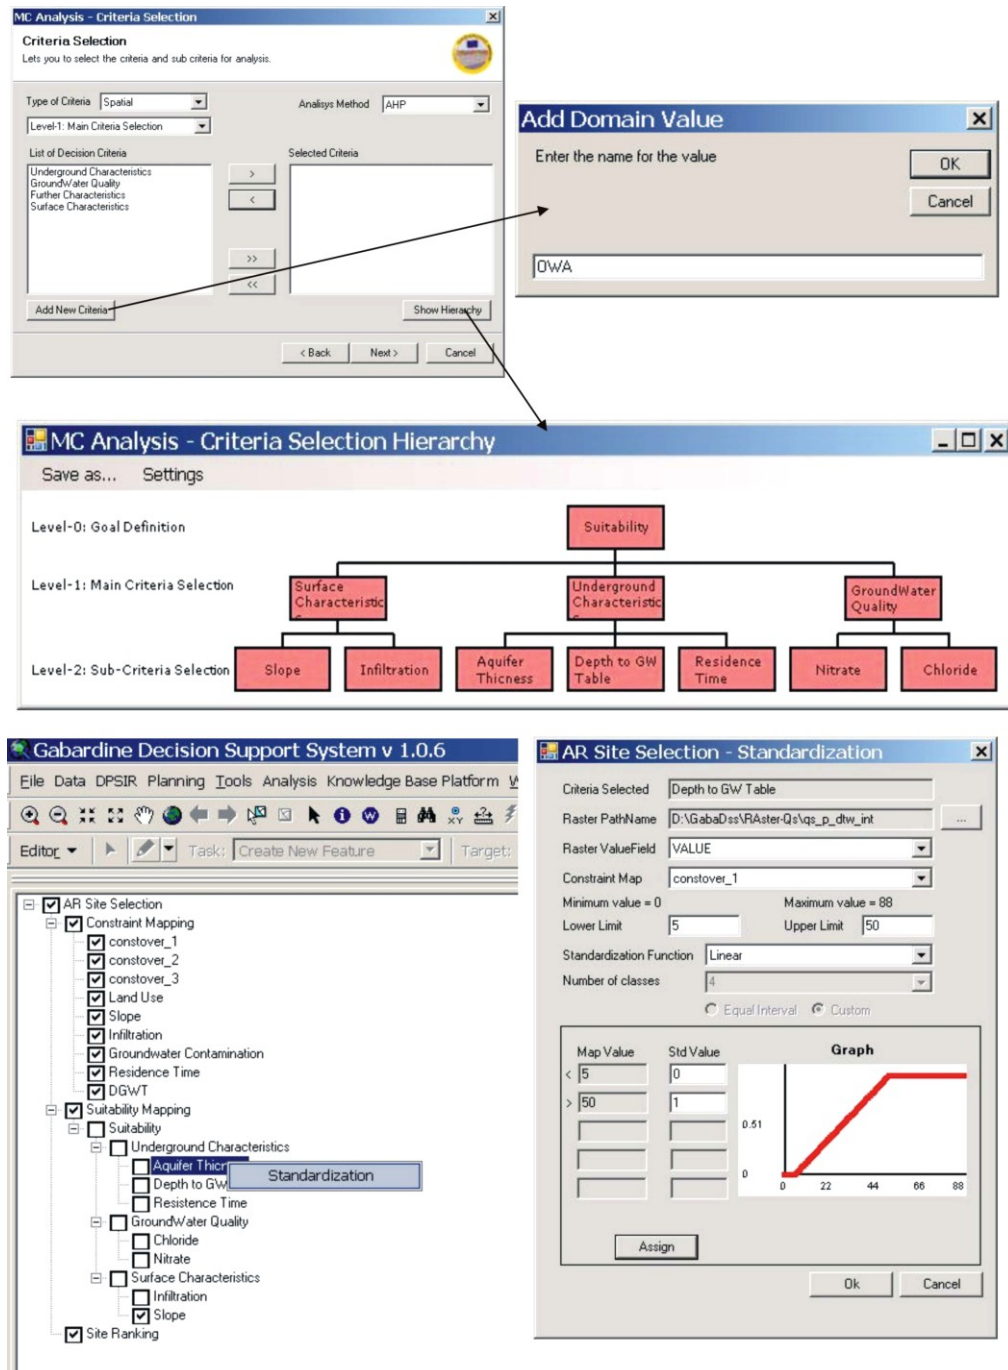 MC Analysis - Criteria Selection
Criteria Selection
Lets you to select the criteria and sub criteria for analysis.
Type of Criteria Spatial Analisys Method AHP
Level-1: Main Criteria Selection
List of Decision Criteria Selected Criteria
Underground Characteristics
GroundWater Quality
Further Characteristics
Surface Characteristics
>
<
>>
<<
Add New Criteria Show Hierarchy
< Back Next > Cancel
Add Domain Value
Enter the name for the value
OK
Cancel
OWA
MC Analysis - Criteria Selection Hierarchy
Save as... Settings
Level-0: Goal Definition Suitability
Level-1: Main Criteria Selection
Surface
Characteristic
Underground
Characteristic
GroundWater
Quality
Level-2: Sub-Criteria Selection
Slope
Infiltration
Aquifer
Thicness
Depth to GW
Table
Residence
Time
Nitrate
Chloride
Gabardine Decision Support System v 1.0.6
File Data DPSIR Planning Tools Analysis Knowledge Base Platform W
Editor Task: Create New Feature Target:
AR Site Selection
Constraint Mapping
constover_1
constover_2
constover_3
Land Use
Slope
Infiltration
Groundwater Contamination
Residence Time
DGWT
Suitability Mapping
Suitability
Underground Characteristics
Aquifer Thicn
Standardization
Depth to GW
Resistence Time
GroundWater Quality
Chloride
Nitrate
Surface Characteristics
Infiltration
Slope
Site Ranking
AR Site Selection - Standardization
Criteria Selected Depth to GW Table
Raster PathName D:\GabaDss\RAster-Qs\qs_p_dtw_int ...
Raster ValueField VALUE
Constraint Map constover_1
Minimum value = 0 Maximum value = 88
Lower Limit 5 Upper Limit 50
Standardization Function Linear
Number of classes 4
Equal Interval Custom
Map Value Std Value Graph
< 5 0
> 50 1
0.51
0
0 22 44 66 88
Assign
Ok Cancel